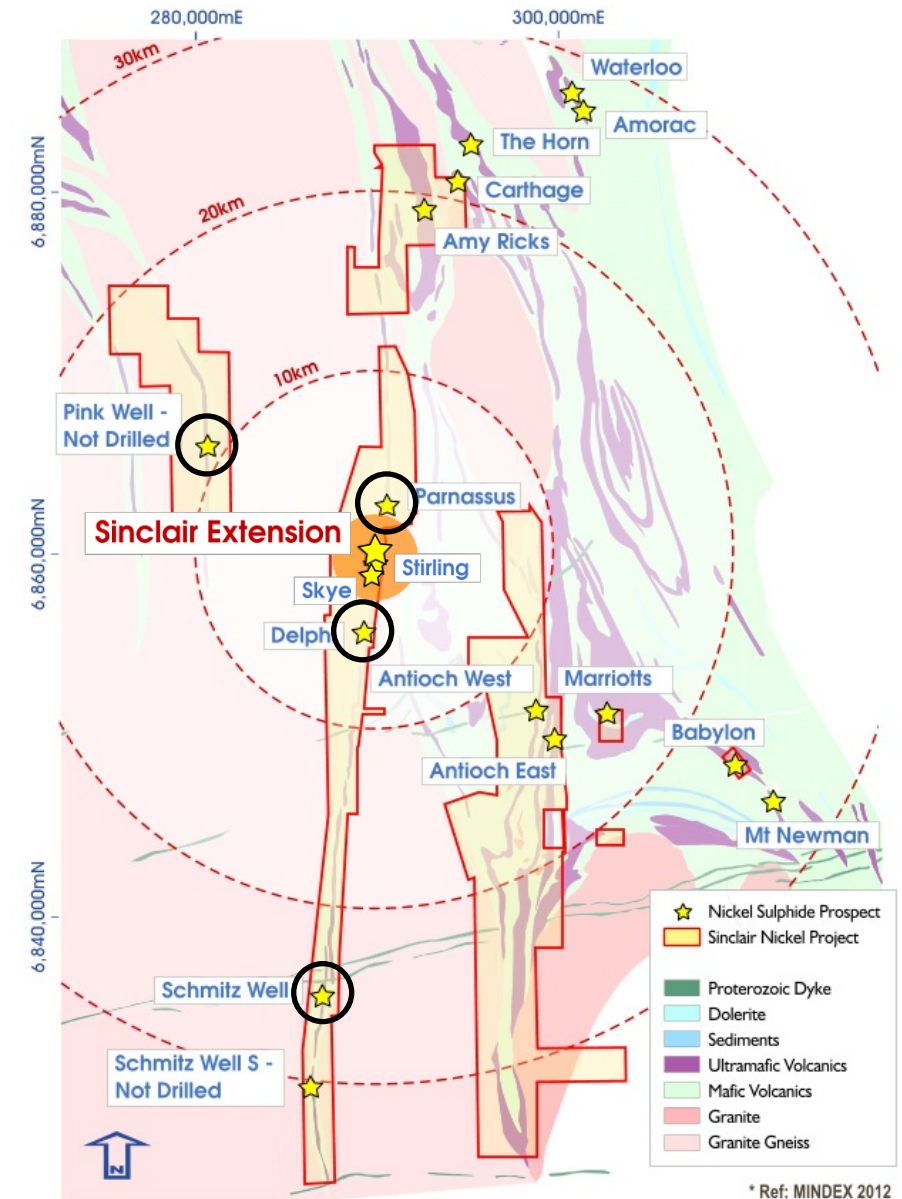 280,000mE
300,000mE
30km
Waterloo
Amorac
The Horn
6,880,000mN
Carthage
20km
Amy Ricks
10km
Pink Well -
Not Drilled
Parnassus
Sinclair Extension
6,860,000mN
Stirling
Skye
Delph
Antioch West
Marriotts
Babylon
Antioch East
Mt Newman
6,840,000mN
Nickel Sulphide Prospect
Sinclair Nickel Project
Schmitz Well
Proterozoic Dyke
Dolerite
Sediments
Schmitz Well S -
Not Drilled
Ultramafic Volcanics
Mafic Volcanics
Granite
Granite Gneiss
N
* Ref: MINDEX 2012